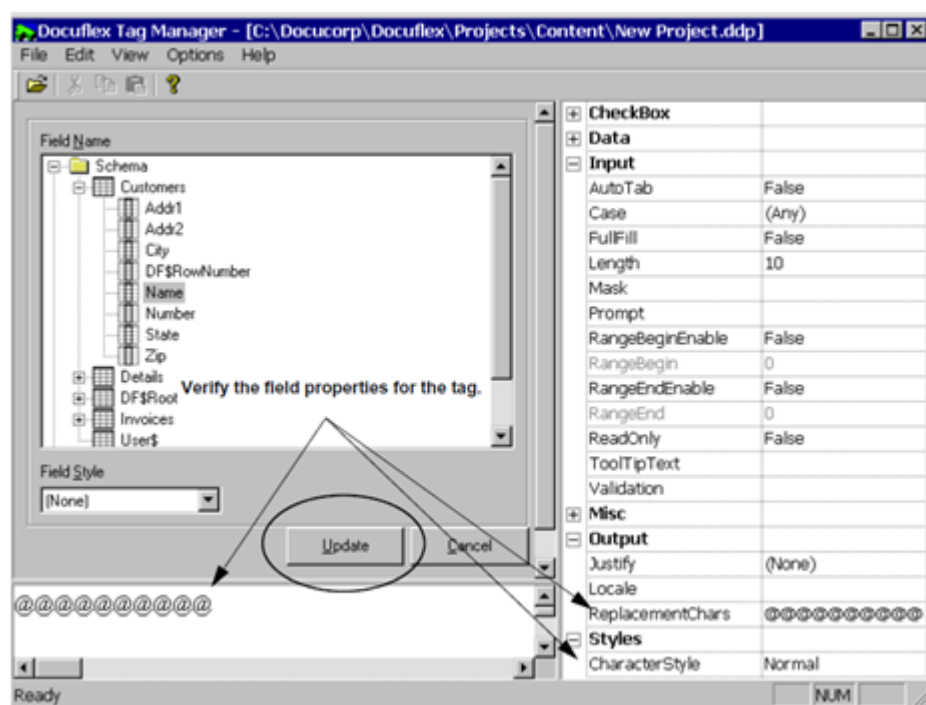 Docuflex Tag Manager - [C:\Docucorp\Docuflex\Projects\Content\New Project.ddp]
File Edit View Options Help
Field Name
Schema
Customers
Addr1
Addr2
City
DF$RowNumber
Name
Number
State
Zip
Details
DF$Root
Invoices
User$
Verify the field properties for the tag.
Field Style
(None)
Update Cancel
@@@@@@@@@@
CheckBox
Data
Input
AutoTab False
Case (Any)
FullFill False
Length 10
Mask
Prompt
RangeBeginEnable False
RangeBegin 0
RangeEndEnable False
RangeEnd 0
ReadOnly False
ToolTipText
Validation
Misc
Output
Justify (None)
Locale
ReplacementChars @@@@@@@@@@
Styles
CharacterStyle Normal
Ready NUM